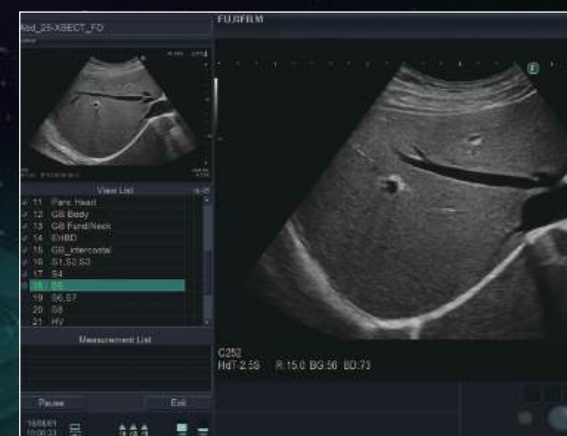 FUJIFILM
Abd_25-XBECT_FD
View List
11 Panc Head
12 GB Body
13 GB Fund/Neck
14 EHBD
15 GB_intercostal
16 S1,S2,S3
17 S4
18 S5
19 S6,S7
20 S8
21 HV
Measurement List
C252
HdT-2.5S R:15.0 BG:56 BD:73
Pause Exit